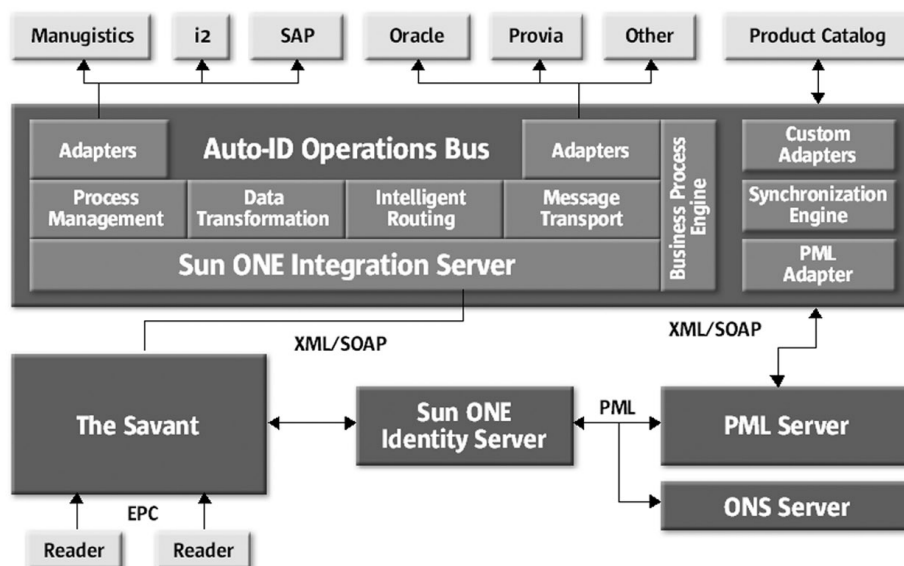 Manugistics
i2
SAP
Oracle
Provia
Other
Product Catalog
Adapters
Auto-ID Operations Bus
Adapters
Business Process
Engine
Custom
Adapters
Process
Management
Data
Transformation
Intelligent
Routing
Message
Transport
Synchronization
Engine
Sun ONE Integration Server
PML
Adapter
XML/SOAP
XML/SOAP
The Savant
Sun ONE
Identity Server
PML
PML Server
ONS Server
EPC
Reader
Reader